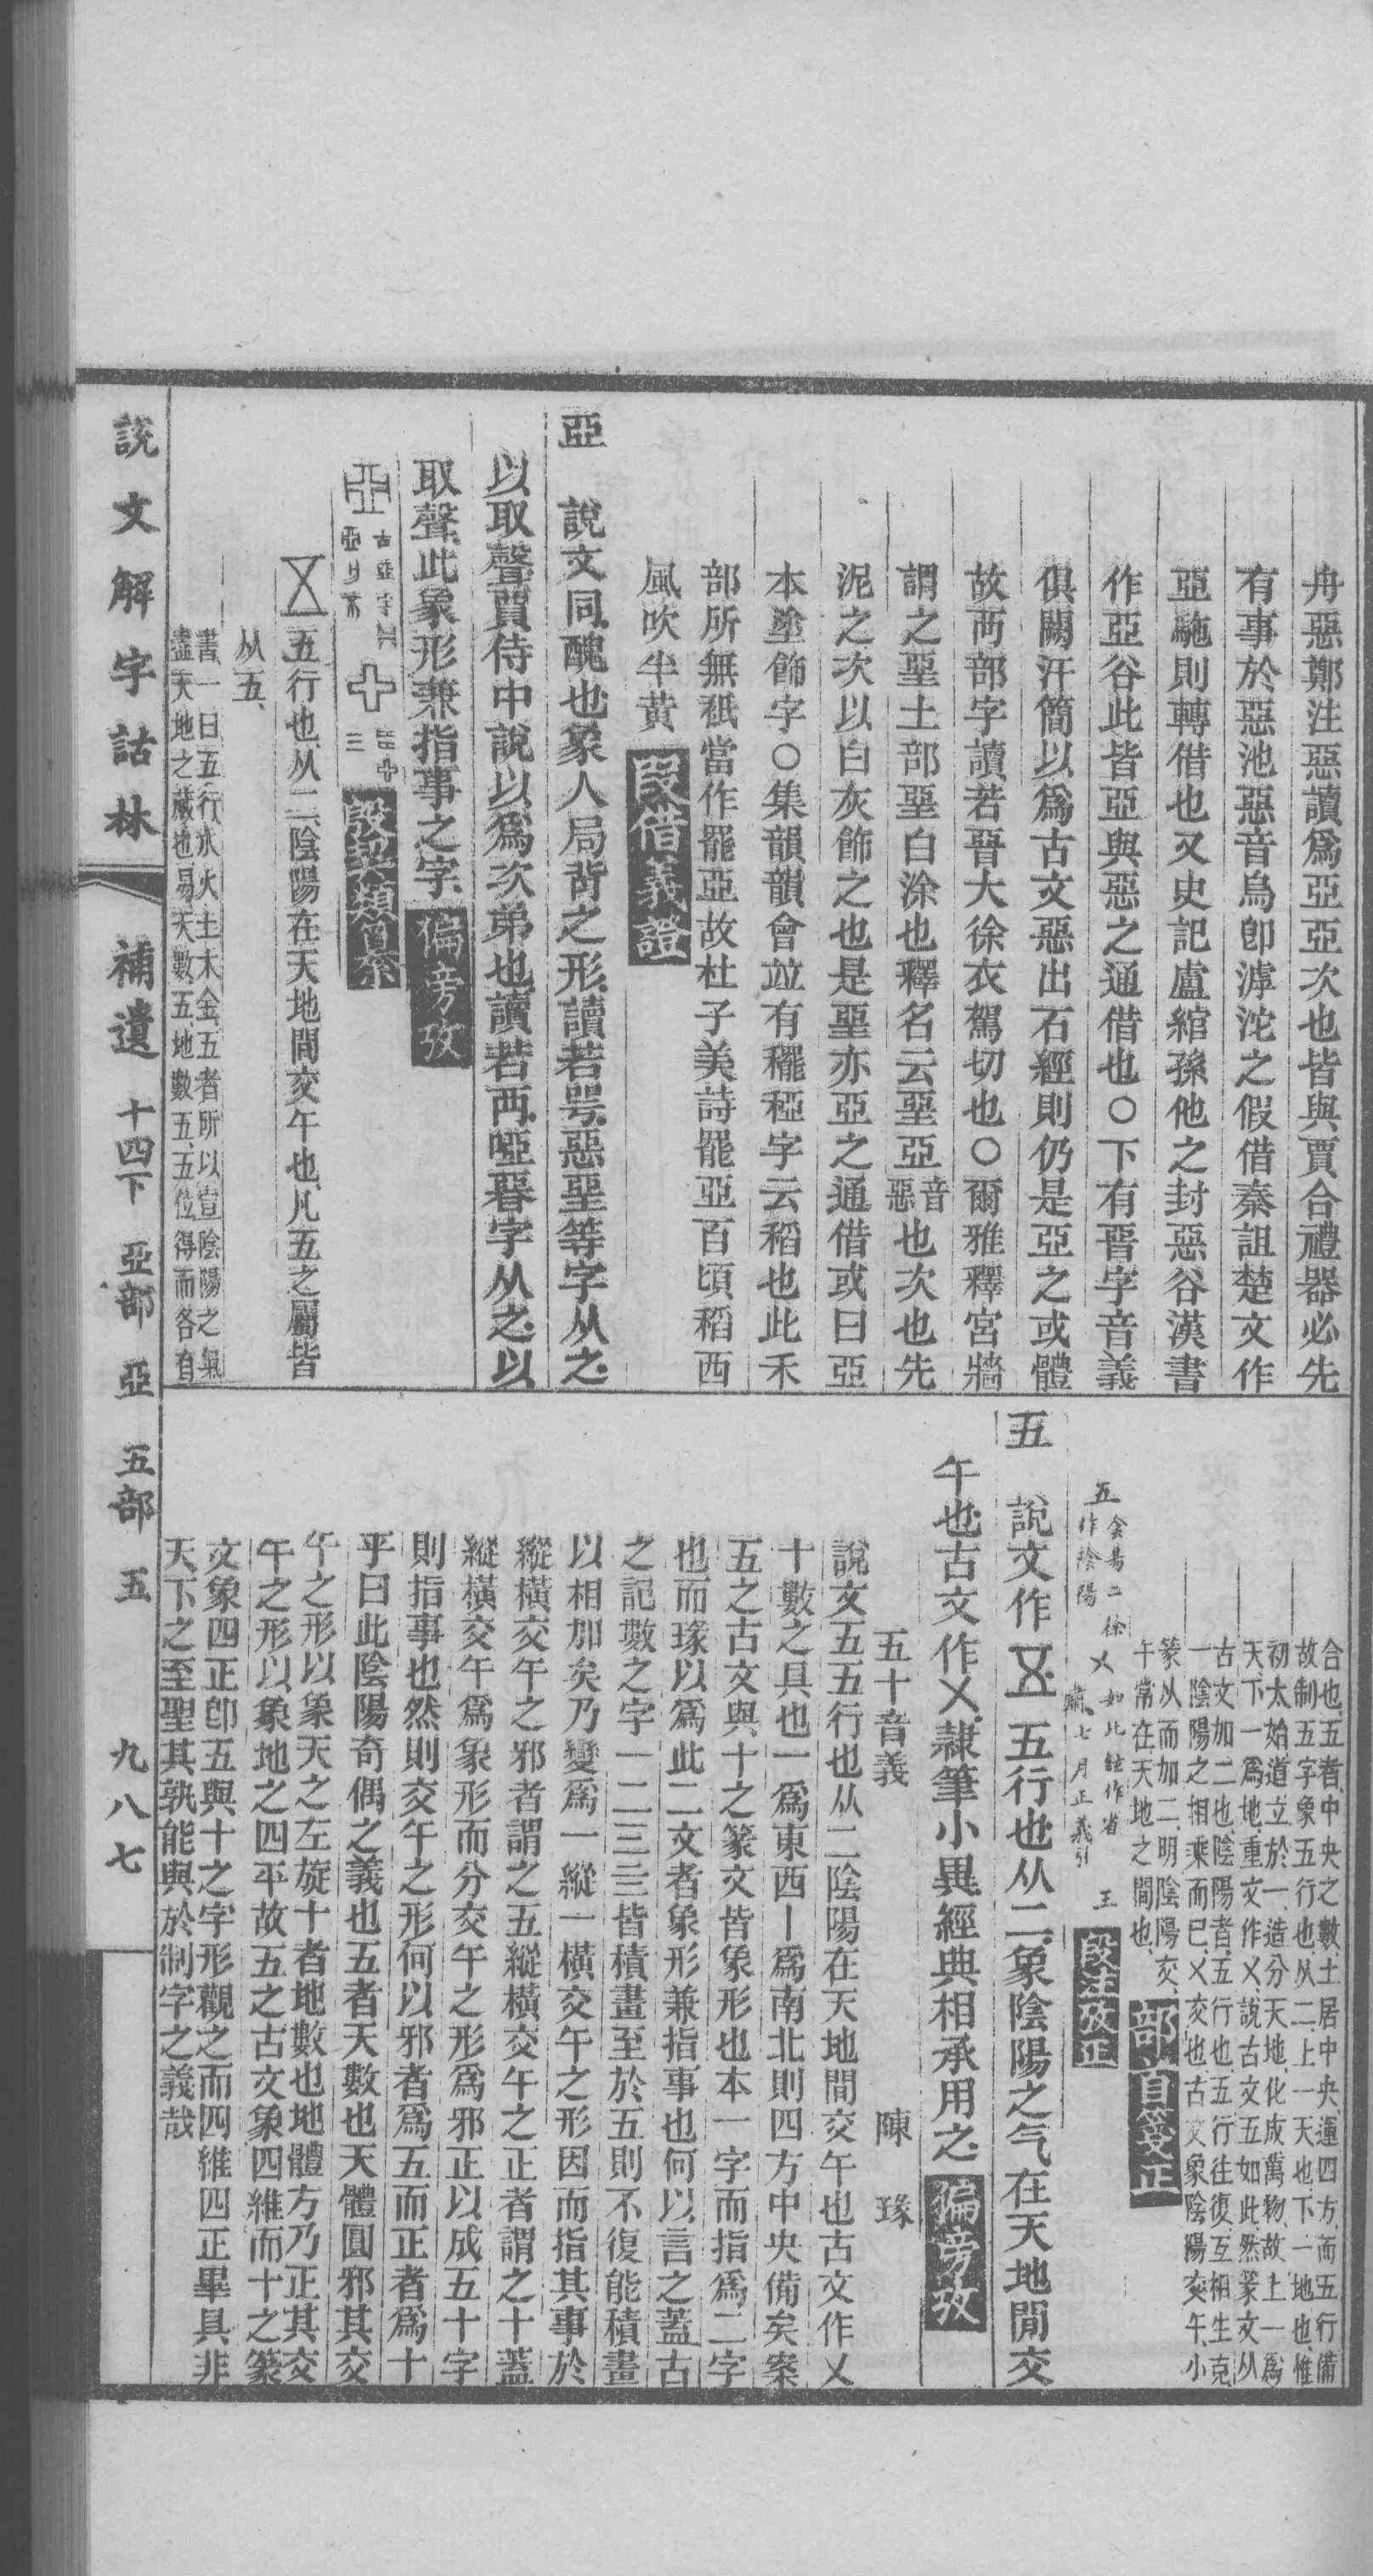 舟惡鄭注惡讀爲亞亞次也皆與賈合禮器必先
有事於惡池惡音烏卽滹沱之假借秦詛楚文作
亞駞則轉借也又史記盧綰孫他之封惡谷漢書
作亞谷此皆亞與惡之通借也○下有晉字音義
俱闕汗簡以爲古文惡出石經則仍是亞之或體
故襾部字讀若晉大徐衣駕切也○爾雅釋宮牆
謂之堊土部堊白涂也釋名云堊亞惡音也次也先
泥之次以白灰飾之也是堊亦亞之通借或曰亞
本塗飾字○集韻韻會竝有䆉稏字云稻也此禾
部所無秖當作罷亞故杜子美詩罷亞百頃稻西
風吹半黃 段借義證
亞 說文同醜也象人局背之形讀若咢惡堊等字从之
以取聲賈侍中說以爲次弟也讀若襾啞晉字从之以
取聲此象形兼指事之字 偏旁攷
殷契類纂
五行也从二陰陽在天地間交午也凡五之屬皆
从五
書一曰五行水火土木金五者所以宣陰陽之氣
盡天地之藏也易天數五地數五五位得而各有
合也五者中央之數土居中央運四方而五行備
故制五字象五行也从二上一天也下一地也惟
初太始道立於一造分天地化成萬物故上一爲
天下一爲地重文作㐅說古文五如此然篆文从
古文加二也陰陽者五行也五行往復互相生克
一陰陽之相乘而已㐅交也古文象陰陽交午小
篆从而加二明陰陽交
午常在天地之間也 部首箋正
五 侌昜二徐作陰陽 㐅 如此註作省 玉 七月正義引 段注攷正
五 說文作𠄡五行也从二象陰陽之气在天地閒交
午也古文作㐅隸筆小異經典相承用之 偏旁攷
五十音義 陳瑑
說文五五行也从二陰陽在天地間交午也古文作㐅
十數之具也一爲東西丨爲南北則四方中央備矣案
五之古文與十之篆文皆象形也本一字而指爲二字
也而瑑以爲此二文者象形兼指事也何以言之蓋古
之記數之字一二三亖皆積畫至於五則不復能積畫
以相加矣乃變爲一縱一橫交午之形因而指其事於
縱橫交午之邪者謂之五縱橫交午之正者謂之十蓋
縱橫交午爲象形而分交午之形爲邪正以成五十字
則指事也然則交午之形何以邪者爲五而正者爲十
乎曰此陰陽奇偶之義也五者天數也天體圓邪其交
午之形以象天之左旋十者地數也地體方乃正其交
午之形以象地之四平故五之古文象四維而十之篆
文象四正卽五與十之字形觀之而四維四正畢具非
天下之至聖其孰能與於制字之義哉
說文解字詁林 補遺 十四下 亞部 亞 五部 五 九八七